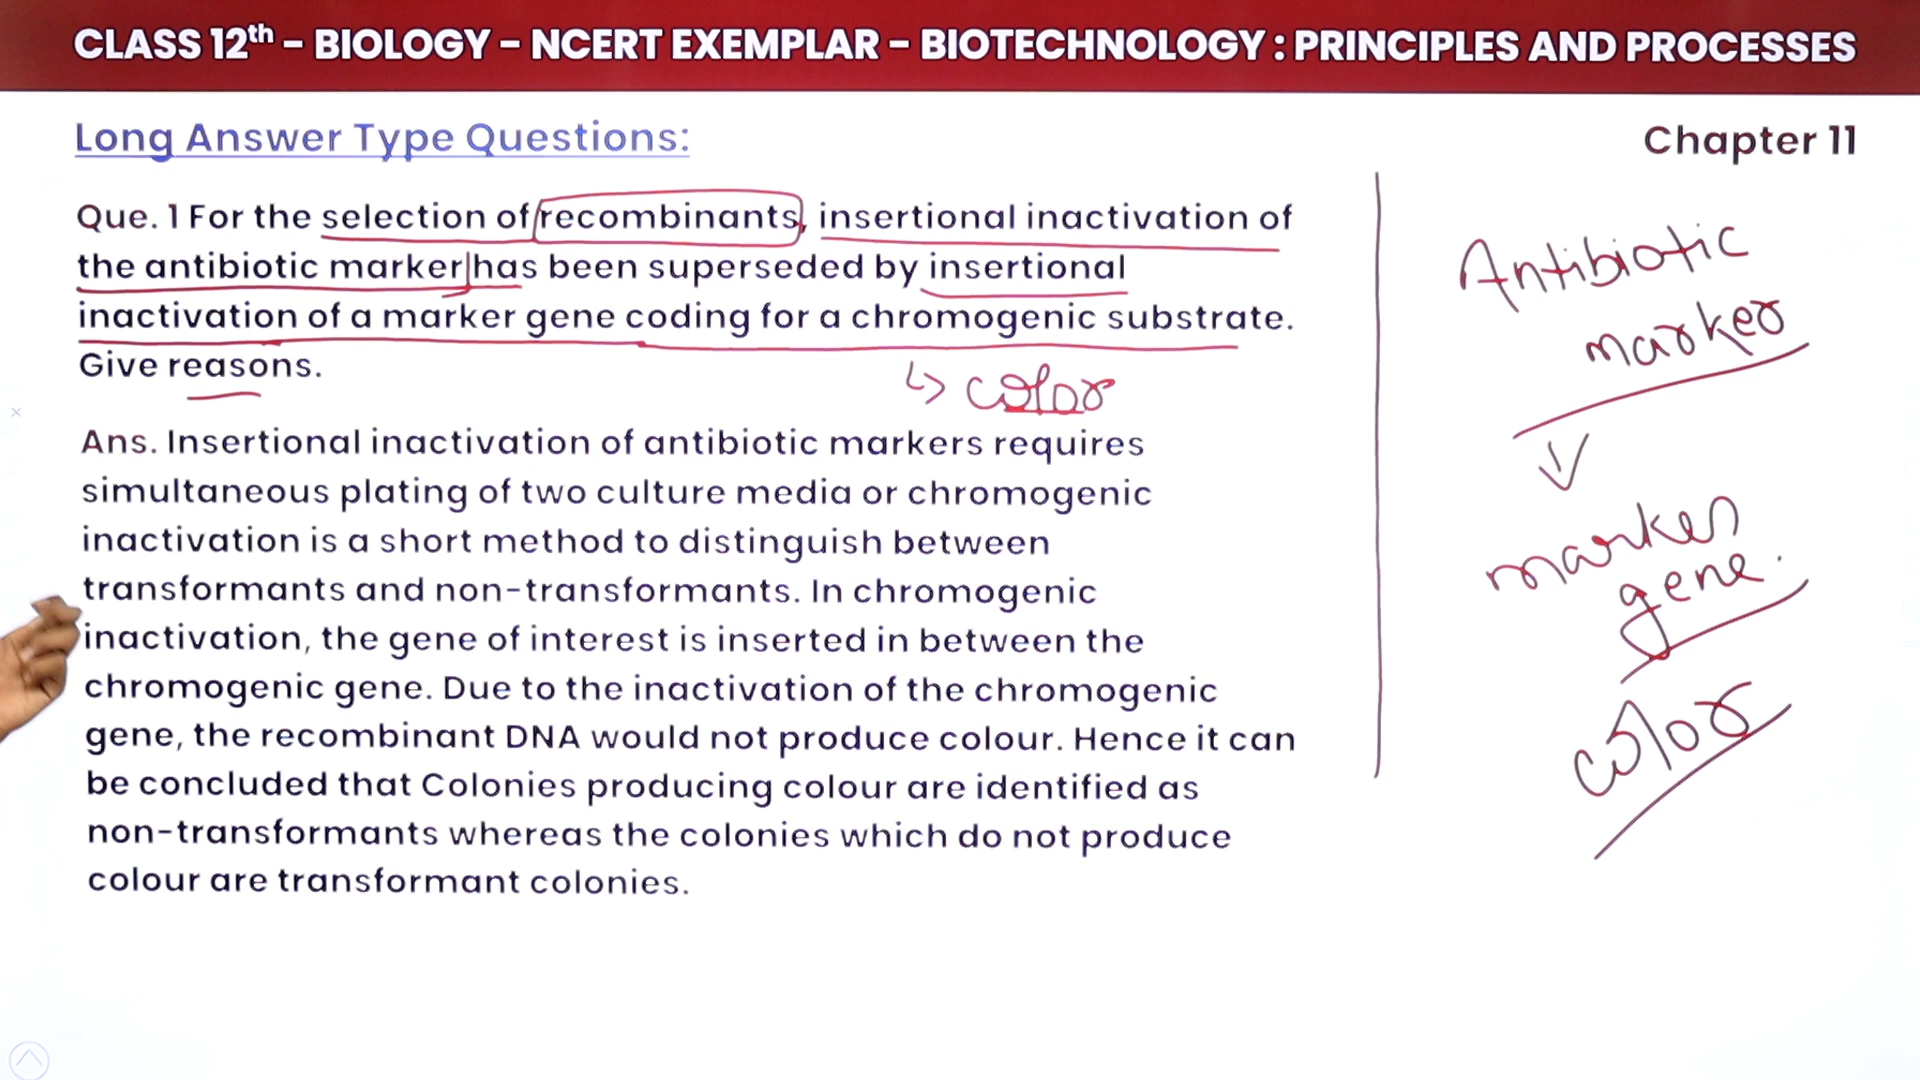 CLASS 12th – BIOLOGY – NCERT EXEMPLAR – BIOTECHNOLOGY : PRINCIPLES AND PROCESSES
Long Answer Type Questions:
Chapter 11
Que. 1 For the selection of recombinants, insertional inactivation of
the antibiotic marker has been superseded by insertional
inactivation of a marker gene coding for a chromogenic substrate.
Give reasons.
↳ color
Ans. Insertional inactivation of antibiotic markers requires
simultaneous plating of two culture media or chromogenic
inactivation is a short method to distinguish between
transformants and non-transformants. In chromogenic
inactivation, the gene of interest is inserted in between the
chromogenic gene. Due to the inactivation of the chromogenic
gene, the recombinant DNA would not produce colour. Hence it can
be concluded that Colonies producing colour are identified as
non-transformants whereas the colonies which do not produce
colour are transformant colonies.
Antibiotic
marker
marker
gene.
color